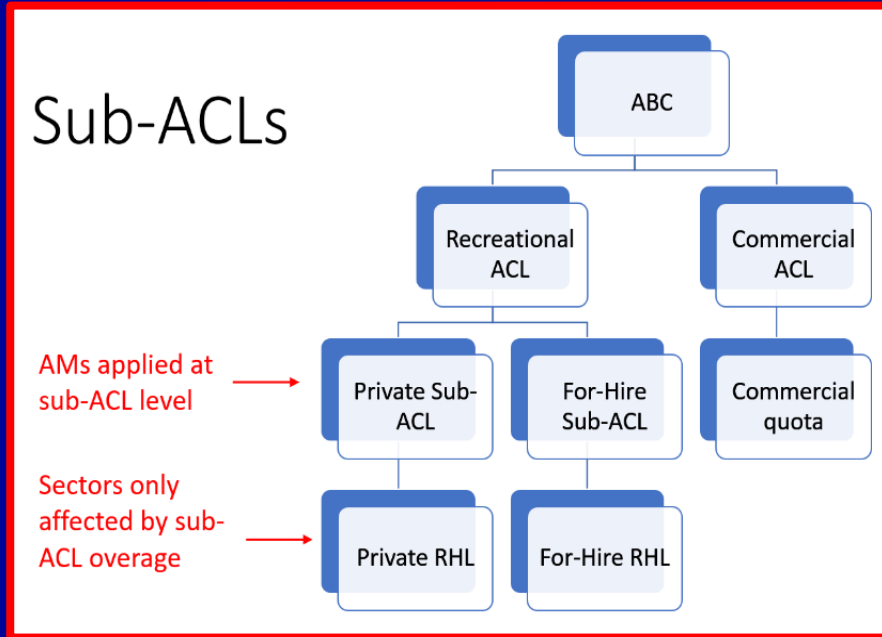 Sub-ACLs
ABC
Recreational
ACL
Commercial
ACL
AMs applied at
sub-ACL level
Private Sub-
ACL
For-Hire
Sub-ACL
Commercial
quota
Sectors only
affected by sub-
ACL overage
Private RHL
For-Hire RHL